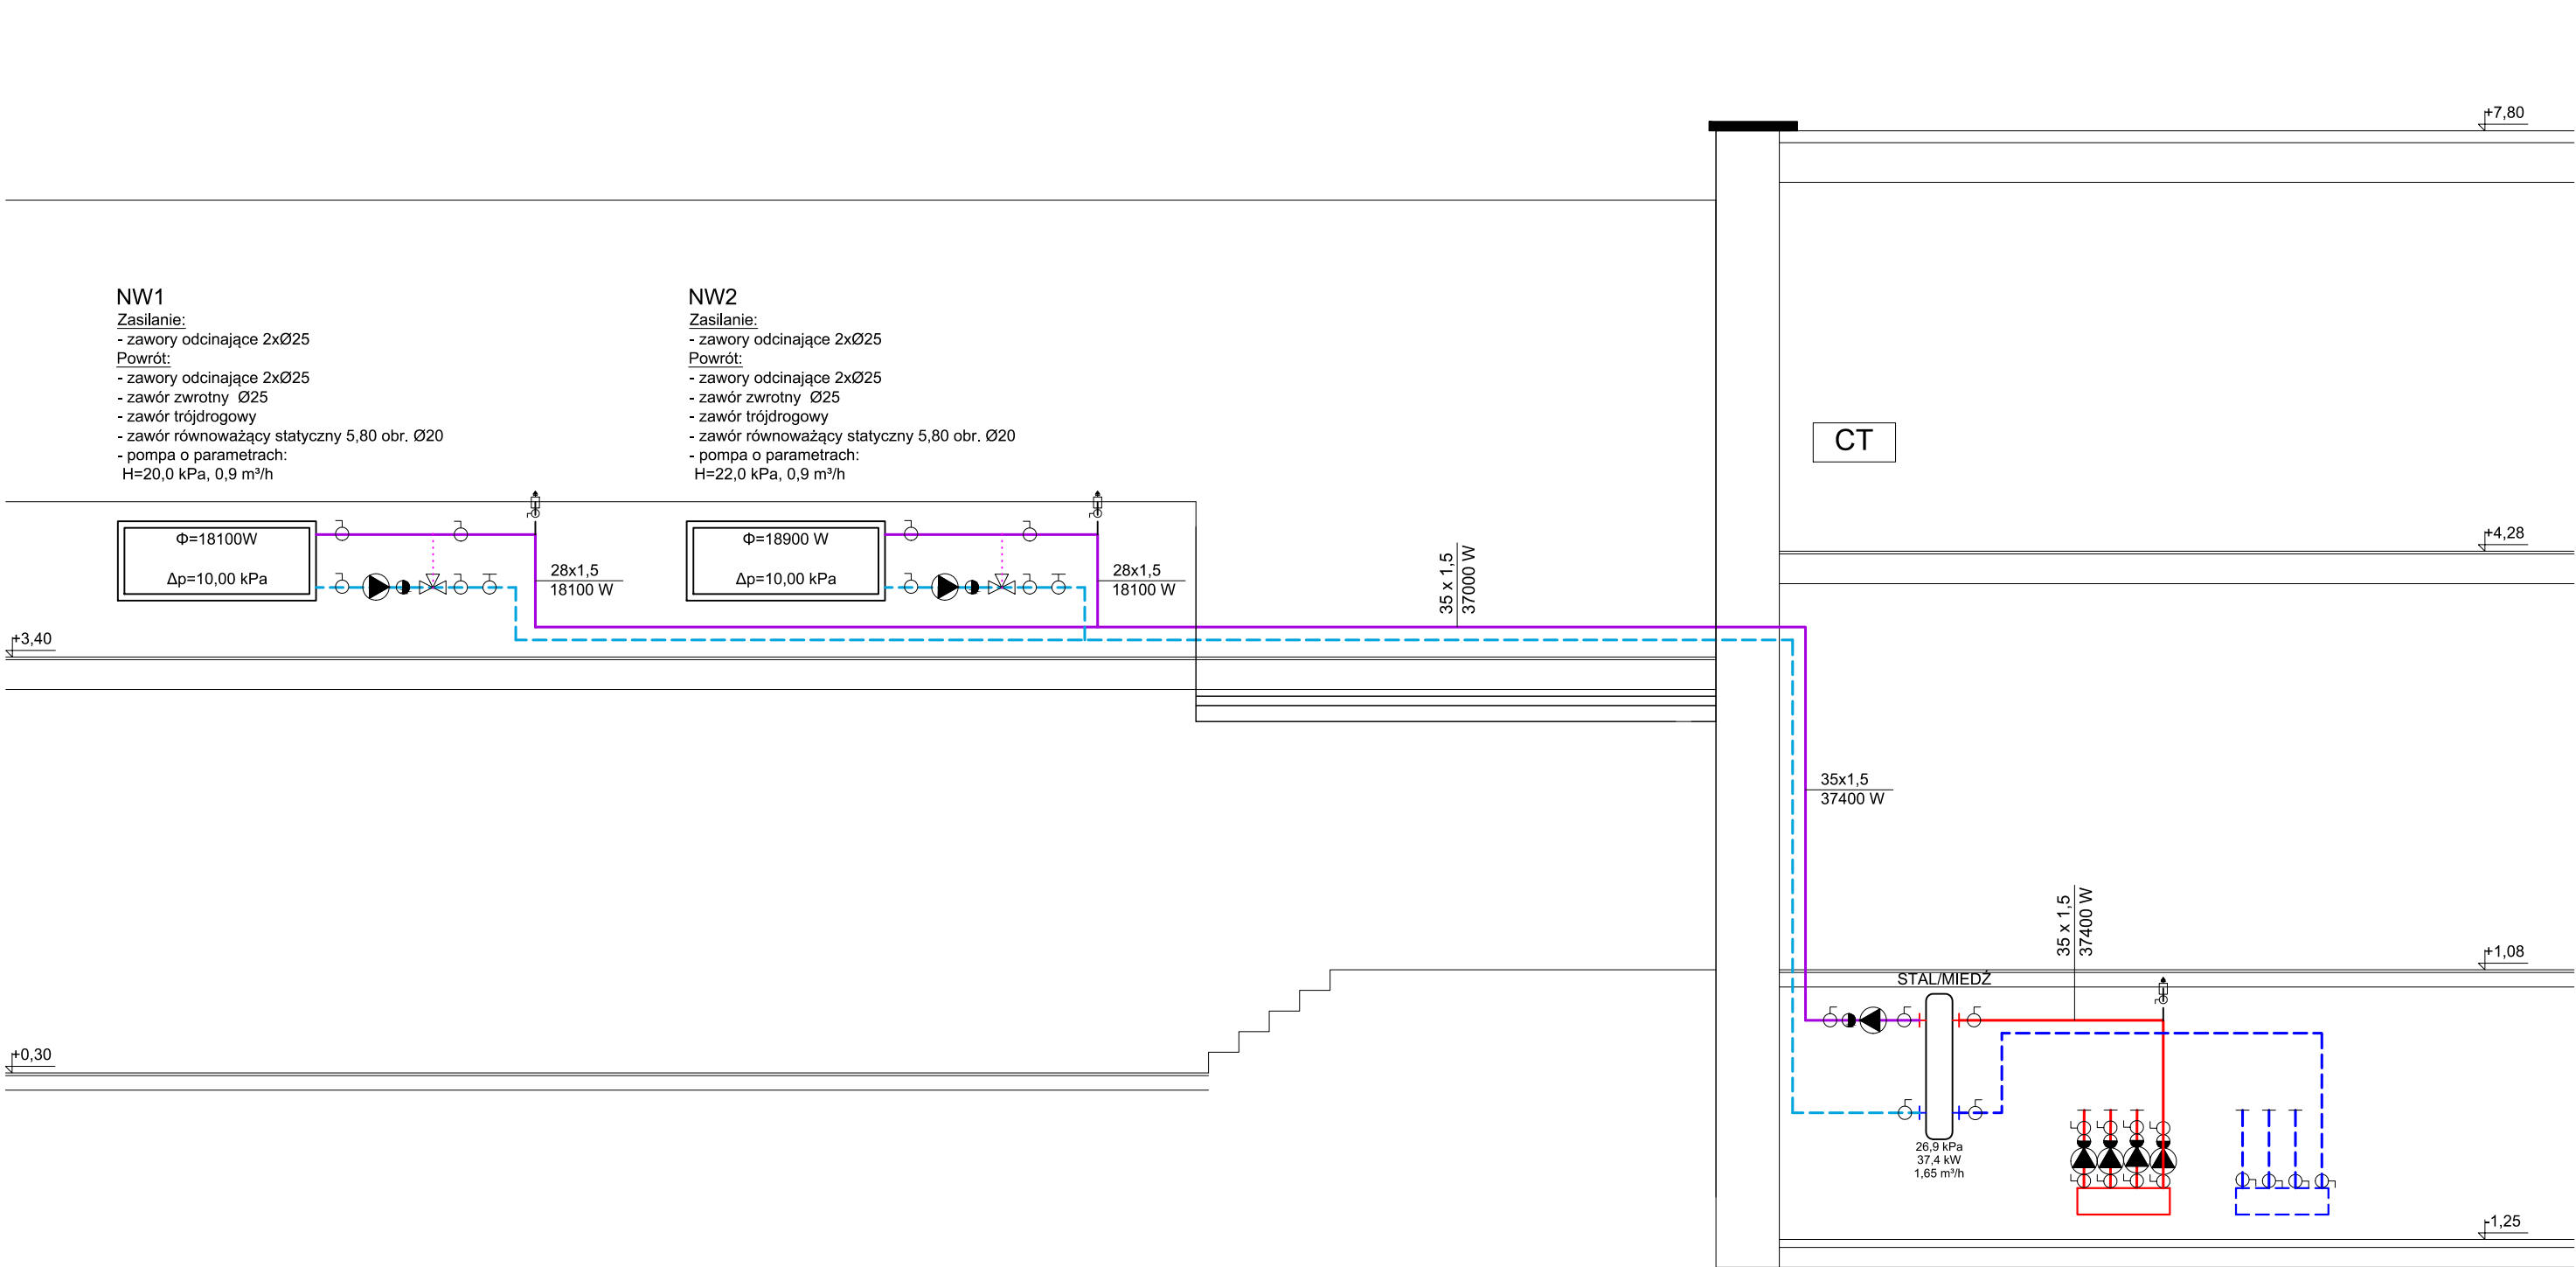 +7,80
NW1
Zasilanie:
- zawory odcinające 2xØ25
Powrót:
- zawory odcinające 2xØ25
- zawór zwrotny  Ø25
- zawór trójdrogowy
- zawór równoważący statyczny 5,80 obr. Ø20
- pompa o parametrach:
H=20,0 kPa, 0,9 m³/h
NW2
Zasilanie:
- zawory odcinające 2xØ25
Powrót:
- zawory odcinające 2xØ25
- zawór zwrotny  Ø25
- zawór trójdrogowy
- zawór równoważący statyczny 5,80 obr. Ø20
- pompa o parametrach:
H=22,0 kPa, 0,9 m³/h
CT
Φ=18100W
Δp=10,00 kPa
28x1,5
18100 W
Φ=18900 W
Δp=10,00 kPa
28x1,5
18100 W
35 x 1,5
37000 W
+4,28
+3,40
35x1,5
37400 W
35 x 1,5
37400 W
+1,08
STAL/MIEDŹ
+0,30
26,9 kPa
37,4 kW
1,65 m³/h
-1,25